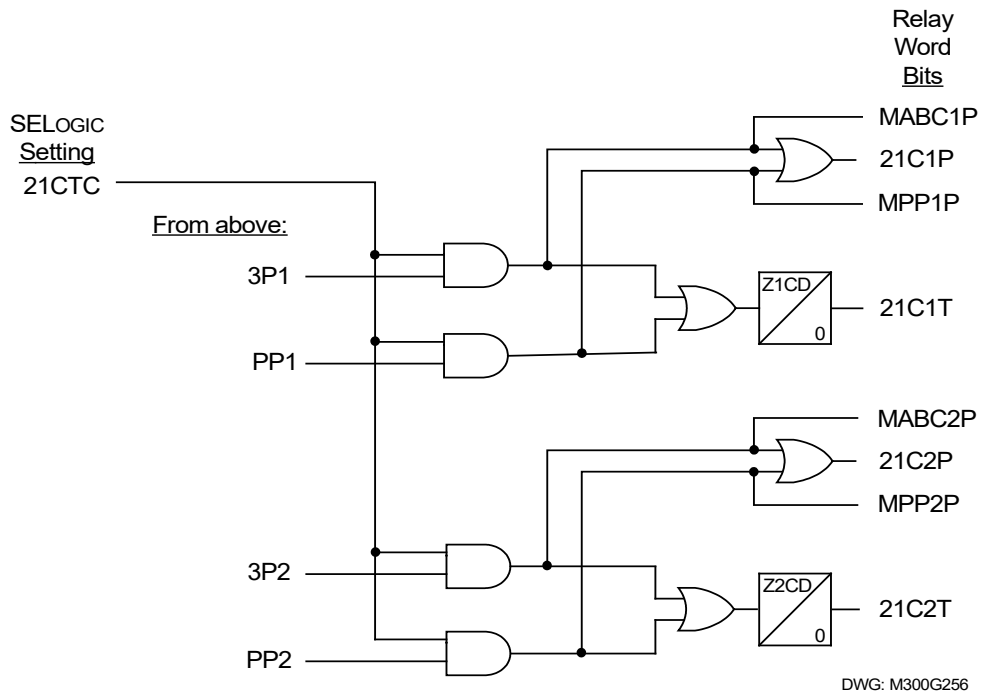 Relay
Word
Bits
SELOGIC
Setting
21CTC
From above:
MABC1P
21C1P
MPP1P
3P1
Z1CD
0
21C1T
PP1
MABC2P
21C2P
MPP2P
3P2
Z2CD
0
21C2T
PP2
DWG: M300G256